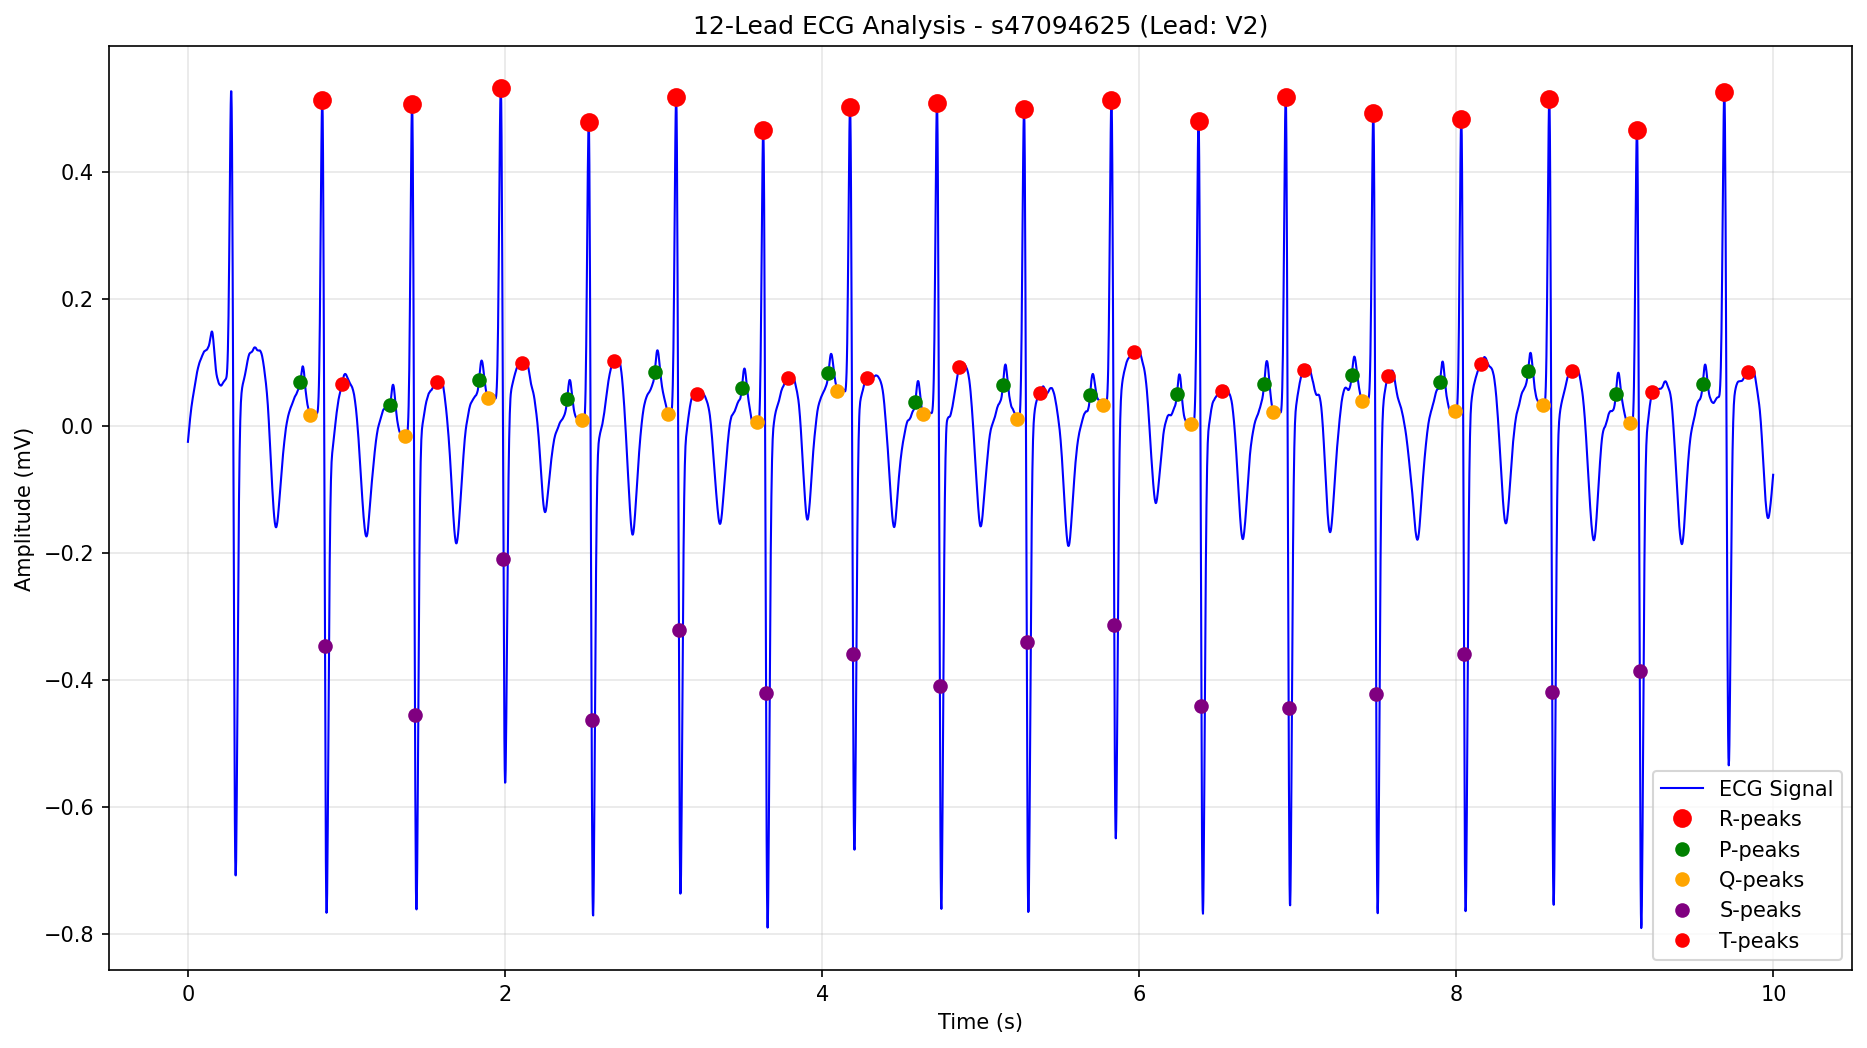 12-Lead ECG Analysis - s47094625 (Lead: V2)
Amplitude (mV)
0.4
0.2
0.0
−0.2
−0.4
−0.6
−0.8
0 2 4 6 8 10
Time (s)
ECG Signal
R-peaks
P-peaks
Q-peaks
S-peaks
T-peaks